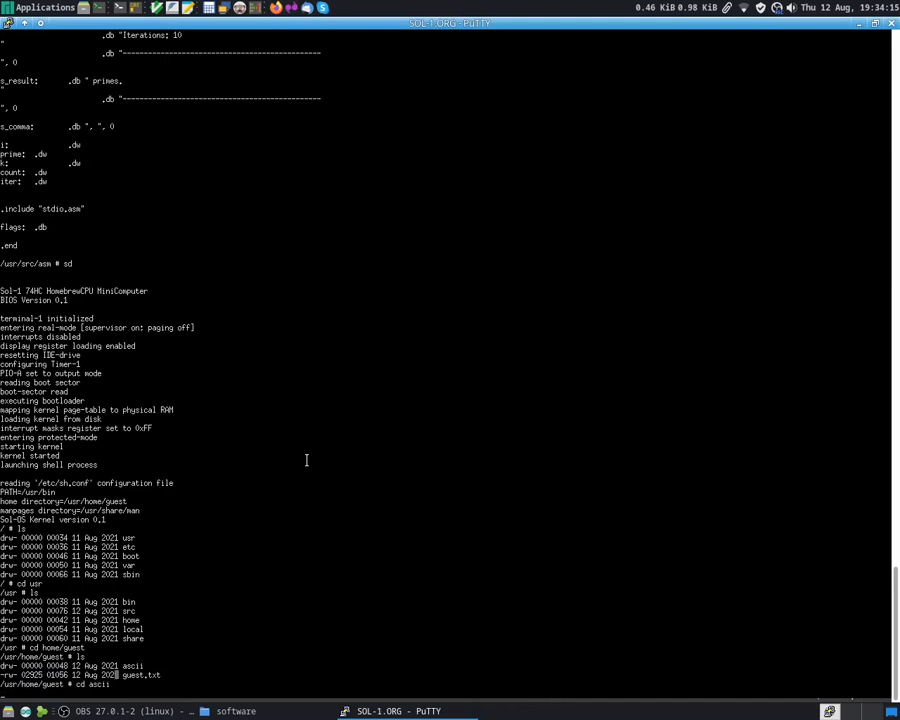 Applications
0.46 KiB 0.98 KiB
Thu 12 Aug, 19:34:15
SOL-1.ORG - PuTTY
.db "Iterations: 10
"
.db "-----------------------------------------------
", 0
s_result: .db " primes.
"
.db "-----------------------------------------------
", 0
s_comma: .db ", ", 0
i: .dw
prime: .dw
k: .dw
count: .dw
iter: .dw
.include "stdio.asm"
flags: .db
.end
/usr/src/asm # sd
Sol-1 74HC HomebrewCPU MiniComputer
BIOS Version 0.1
terminal-1 initialized
entering real-mode [supervisor on: paging off]
interrupts disabled
display register loading enabled
resetting IDE-drive
configuring Timer-1
PIO-A set to output mode
reading boot sector
boot-sector read
executing bootloader
mapping kernel page-table to physical RAM
loading kernel from disk
interrupt masks register set to 0xFF
entering protected-mode
starting kernel
kernel started
launching shell process
reading '/etc/sh.conf' configuration file
PATH=/usr/bin
home directory=/usr/home/guest
manpages directory=/usr/share/man
Sol-OS Kernel version 0.1
/ # ls
drw- 00000 00034 11 Aug 2021 usr
drw- 00000 00036 11 Aug 2021 etc
drw- 00000 00046 11 Aug 2021 boot
drw- 00000 00050 11 Aug 2021 var
drw- 00000 00066 11 Aug 2021 sbin
/ # cd usr
/usr # ls
drw- 00000 00038 11 Aug 2021 bin
drw- 00000 00076 12 Aug 2021 src
drw- 00000 00042 11 Aug 2021 home
drw- 00000 00054 11 Aug 2021 local
drw- 00000 00060 11 Aug 2021 share
/usr # cd home/guest
/usr/home/guest # ls
drw- 00000 00048 12 Aug 2021 ascii
-rw- 02925 01056 12 Aug 202 guest.txt
/usr/home/guest # cd ascii
OBS 27.0.1-2 (linux) - ...
software
SOL-1.ORG - PuTTY